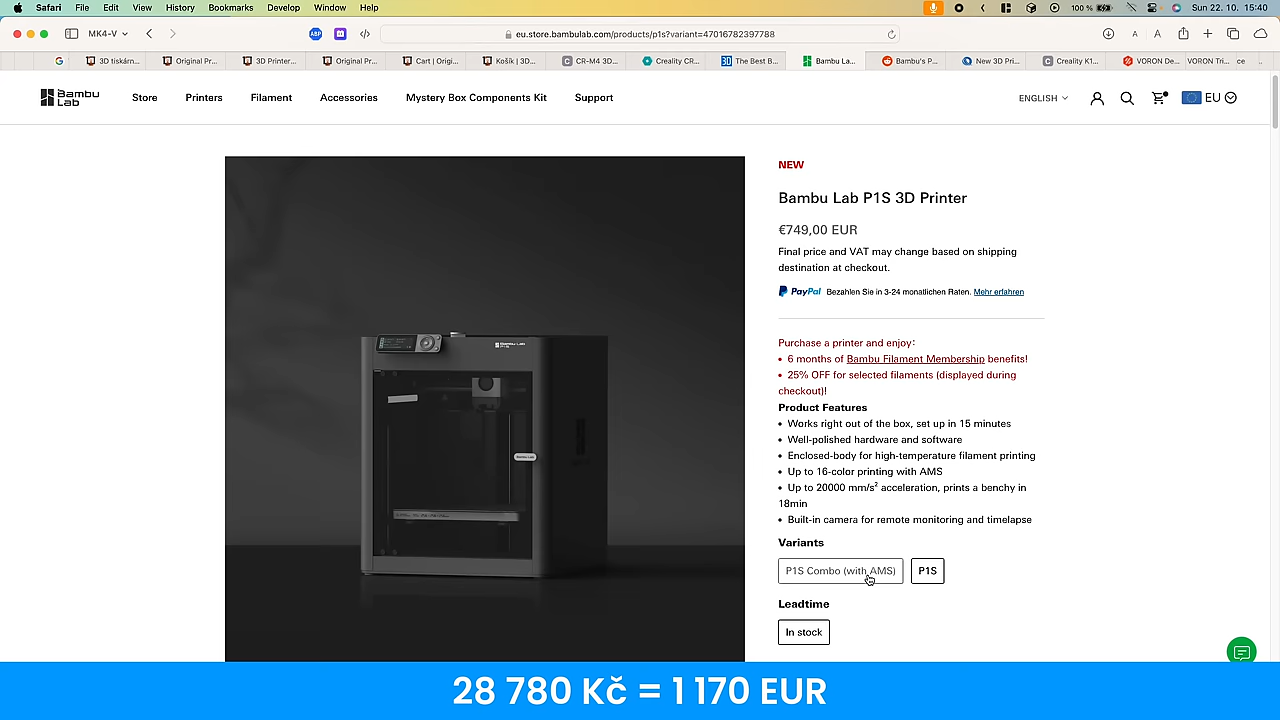 Safari File Edit View History Bookmarks Develop Window Help 100 % Sun 22. 10. 15:40
MK4-V ABP </> eu.store.bambulab.com/products/p1s?variant=47016782397788 A A
G 3D tiskárn... Original Pr... 3D Printer... Original Pr... Cart | Origi... Košík | 3D... CR-M4 3D... Creality CR... The Best B... Bambu La... Bambu's P... New 3D Pri... Creality K1... VORON De... VORON Tri... ce
Bambu Lab Store Printers Filament Accessories Mystery Box Components Kit Support ENGLISH EU
NEW
Bambu Lab P1S 3D Printer
€749,00 EUR
Final price and VAT may change based on shipping
destination at checkout.
PayPal Bezahlen Sie in 3-24 monatlichen Raten. Mehr erfahren
Purchase a printer and enjoy:
• 6 months of Bambu Filament Membership benefits!
• 25% OFF for selected filaments (displayed during
checkout)!
Product Features
• Works right out of the box, set up in 15 minutes
• Well-polished hardware and software
• Enclosed-body for high-temperature filament printing
• Up to 16-color printing with AMS
• Up to 20000 mm/s² acceleration, prints a benchy in
18min
• Built-in camera for remote monitoring and timelapse
Variants
P1S Combo (with AMS) P1S
Leadtime
In stock
28 780 Kč = 1 170 EUR